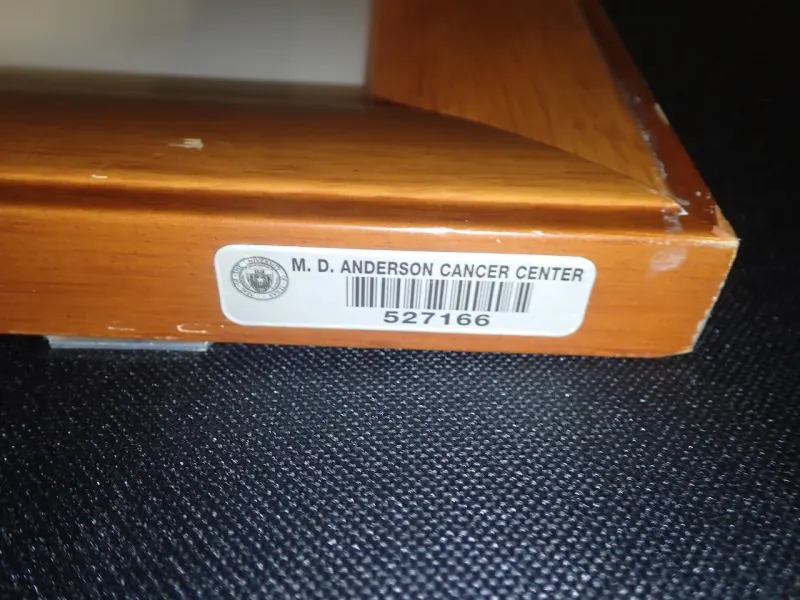 M. D. ANDERSON CANCER CENTER
527166